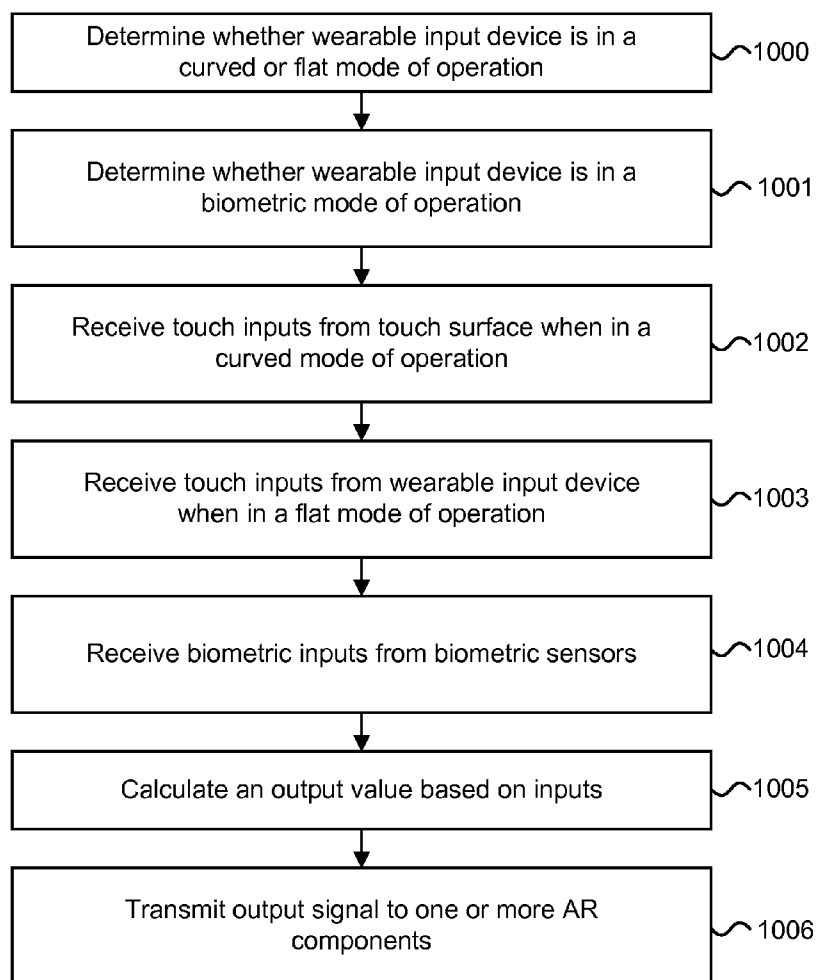 Determine whether wearable input device is in a
curved or flat mode of operation
1000
Determine whether wearable input device is in a
biometric mode of operation
1001
Receive touch inputs from touch surface when in a
curved mode of operation
1002
Receive touch inputs from wearable input device
when in a flat mode of operation
1003
Receive biometric inputs from biometric sensors
1004
Calculate an output value based on inputs
1005
Transmit output signal to one or more AR
components
1006